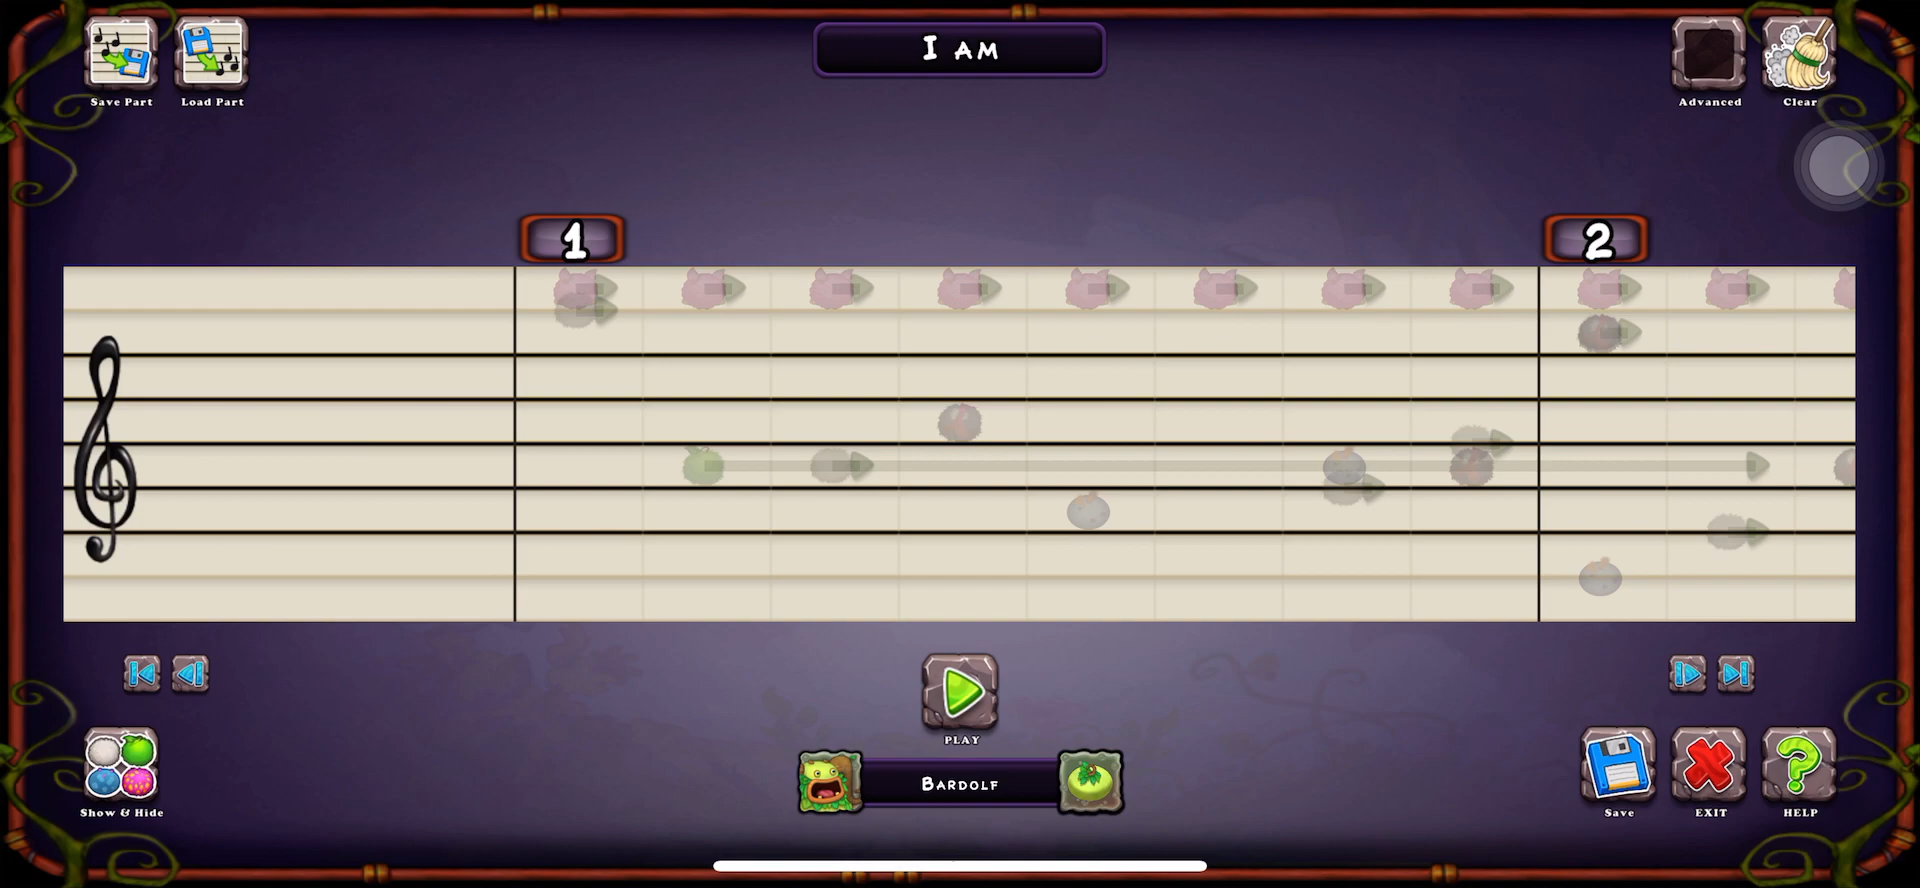 I AM
Save Part
Load Part
Advanced
Clear
1
2
PLAY
BARDOLF
Show & Hide
Save
EXIT
HELP